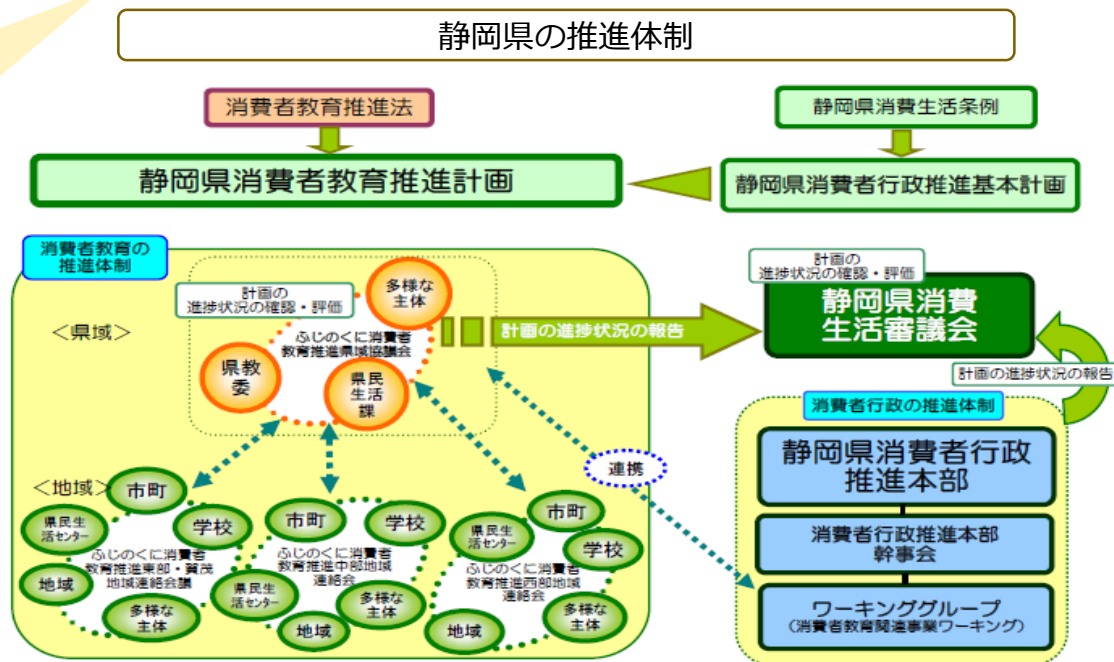 静岡県の推進体制
消費者教育推進法
静岡県消費生活条例
静岡県消費者教育推進計画
静岡県消費者行政推進基本計画
消費者教育の
推進体制
計画の
進捗状況の確認・評価
多様な
主体
<県域>
ふじのくに消費者
教育推進県域協議会
県教
委
県民
生活
課
計画の進捗状況の報告
計画の
進捗状況の確認・評価
静岡県消費
生活審議会
計画の進捗状況の報告
消費者行政の推進体制
静岡県消費者行政
推進本部
消費者行政推進本部
幹事会
ワーキンググループ
(消費者教育関連事業ワーキング)
連携
<地域>
市町
県民生
活センター
学校
ふじのくに消費者
教育推進東部・賀茂
地域連絡会議
地域
多様な
主体
市町
学校
ふじのくに消費者
教育推進中部地域
連絡会
県民生
活センター
多様な
主体
地域
市町
県民生
活センター
学校
ふじのくに消費者
教育推進西部地域
連絡会
多様な
主体
地域